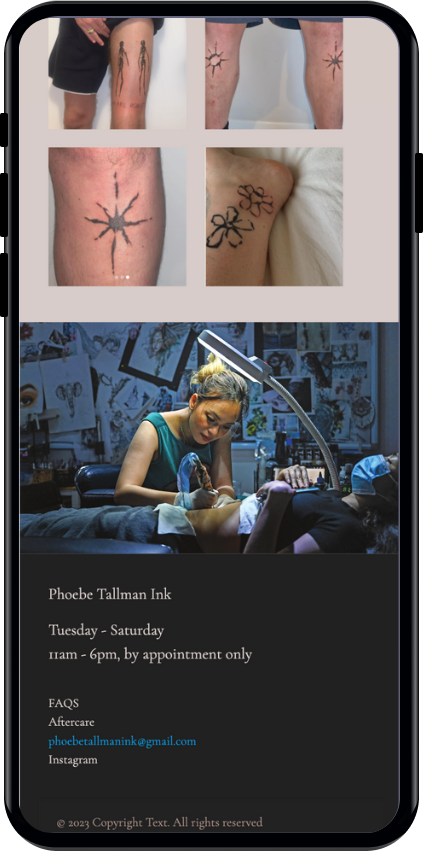 Phoebe Tallman Ink
Tuesday - Saturday
11am - 6pm, by appointment only
FAQS
Aftercare
phoebetallmanink@gmail.com
Instagram
© 2023 Copyright Text. All rights reserved